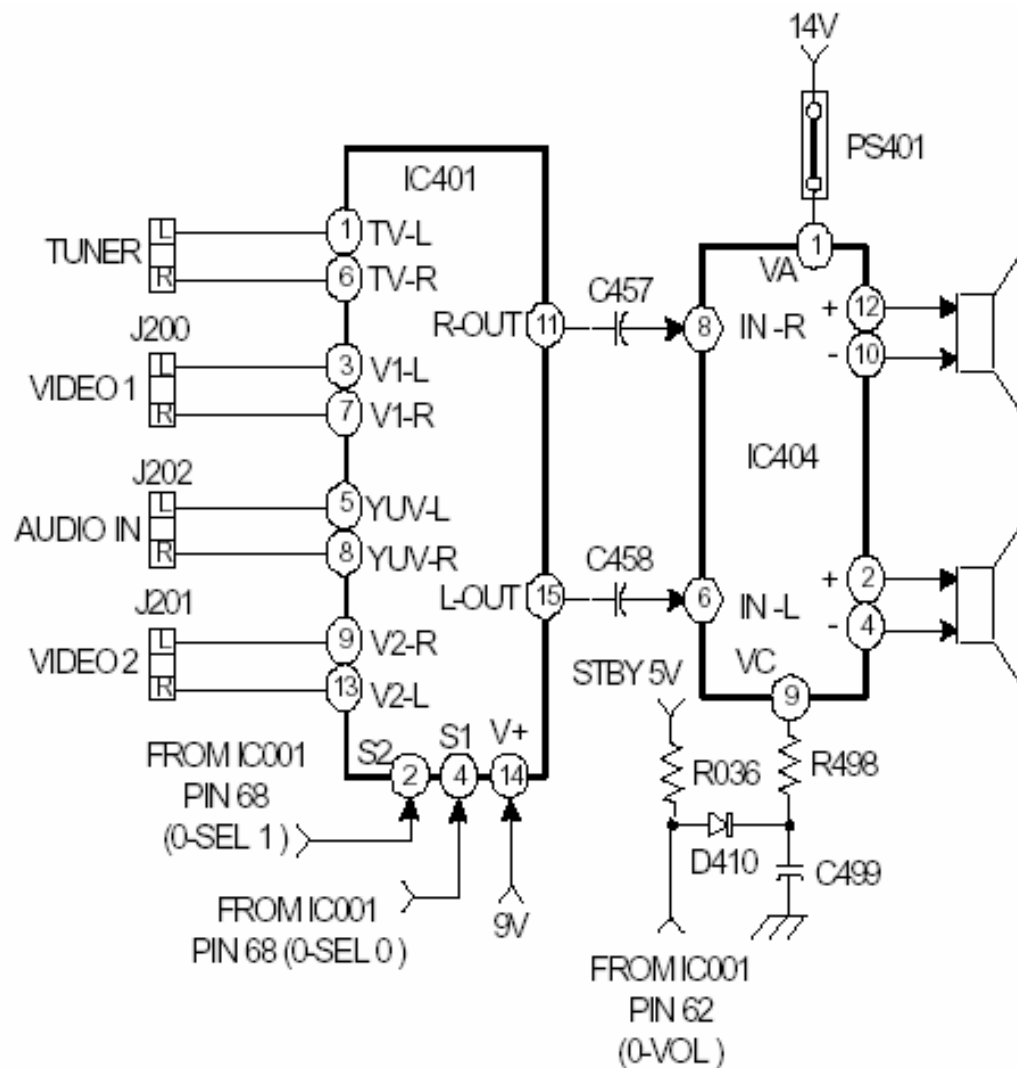 14V
PS401
IC401
TUNER
L
R
1
TV-L
6
TV-R
VA
1
C457
R-OUT
11
8
IN -R
+
12
-
10
J200
VIDEO 1
L
R
3
V1-L
7
V1-R
IC404
J202
AUDIO IN
L
R
5
YUV-L
8
YUV-R
C458
L-OUT
15
6
IN -L
+
2
-
4
J201
VIDEO 2
L
R
9
V2-R
13
V2-L
STBY 5V
VC
9
S2
S1
V+
2
4
14
FROM IC001
PIN 68
(0-SEL 1 )
R036
R498
D410
C499
FROM IC001
PIN 68 (0-SEL 0 )
9V
FROM IC001
PIN 62
(0-VOL )